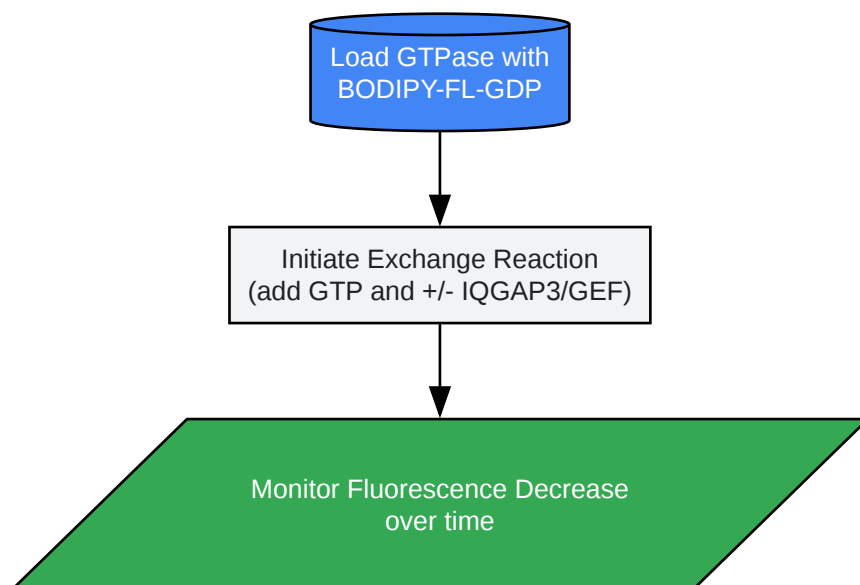 Load GTPase with
BODIPY-FL-GDP
Initiate Exchange Reaction
(add GTP and +/- IQGAP3/GEF)
Monitor Fluorescence Decrease
over time